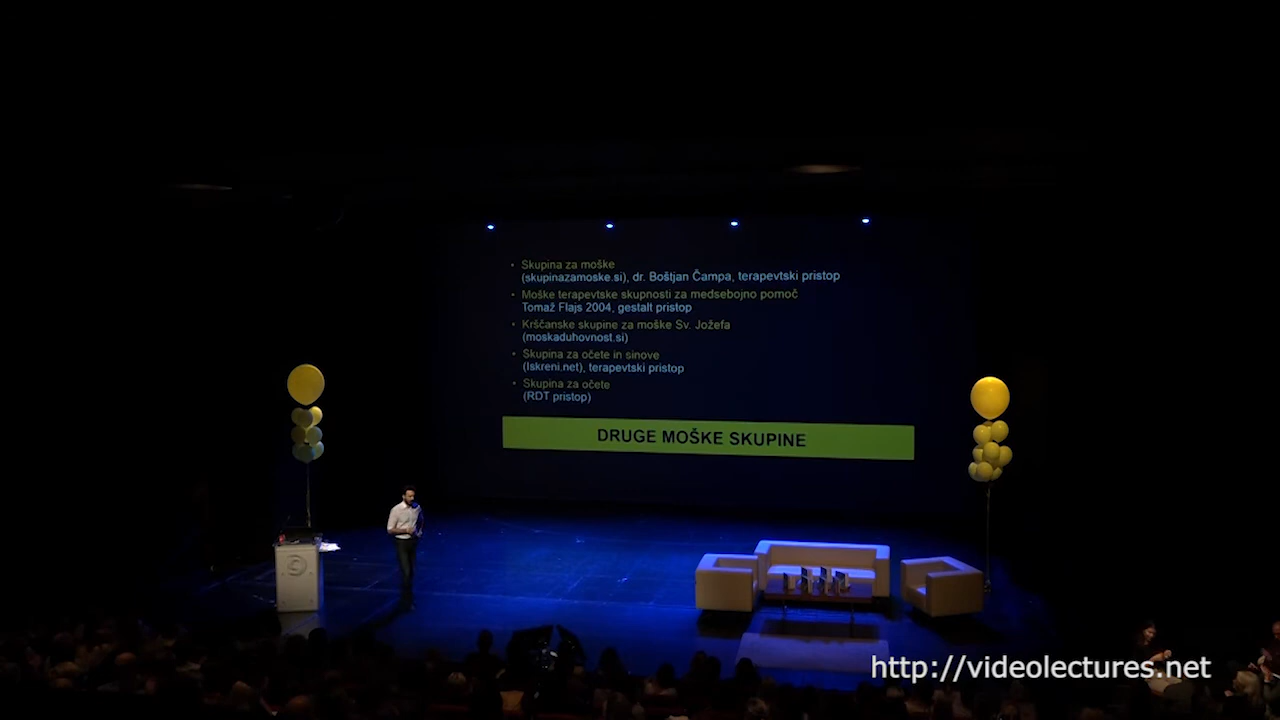 • Skupina za moške
(skupinazamoske.si), dr. Boštjan Čampa, terapevtski pristop
• Moške terapevtske skupnosti za medsebojno pomoč
Tomaž Flajs 2004, gestalt pristop
• Krščanske skupine za moške Sv. Jožefa
(moskaduhovnost.si)
• Skupina za očete in sinove
(Iskreni.net), terapevtski pristop
• Skupina za očete
(RDT pristop)
DRUGE MOŠKE SKUPINE
http://videolectures.net